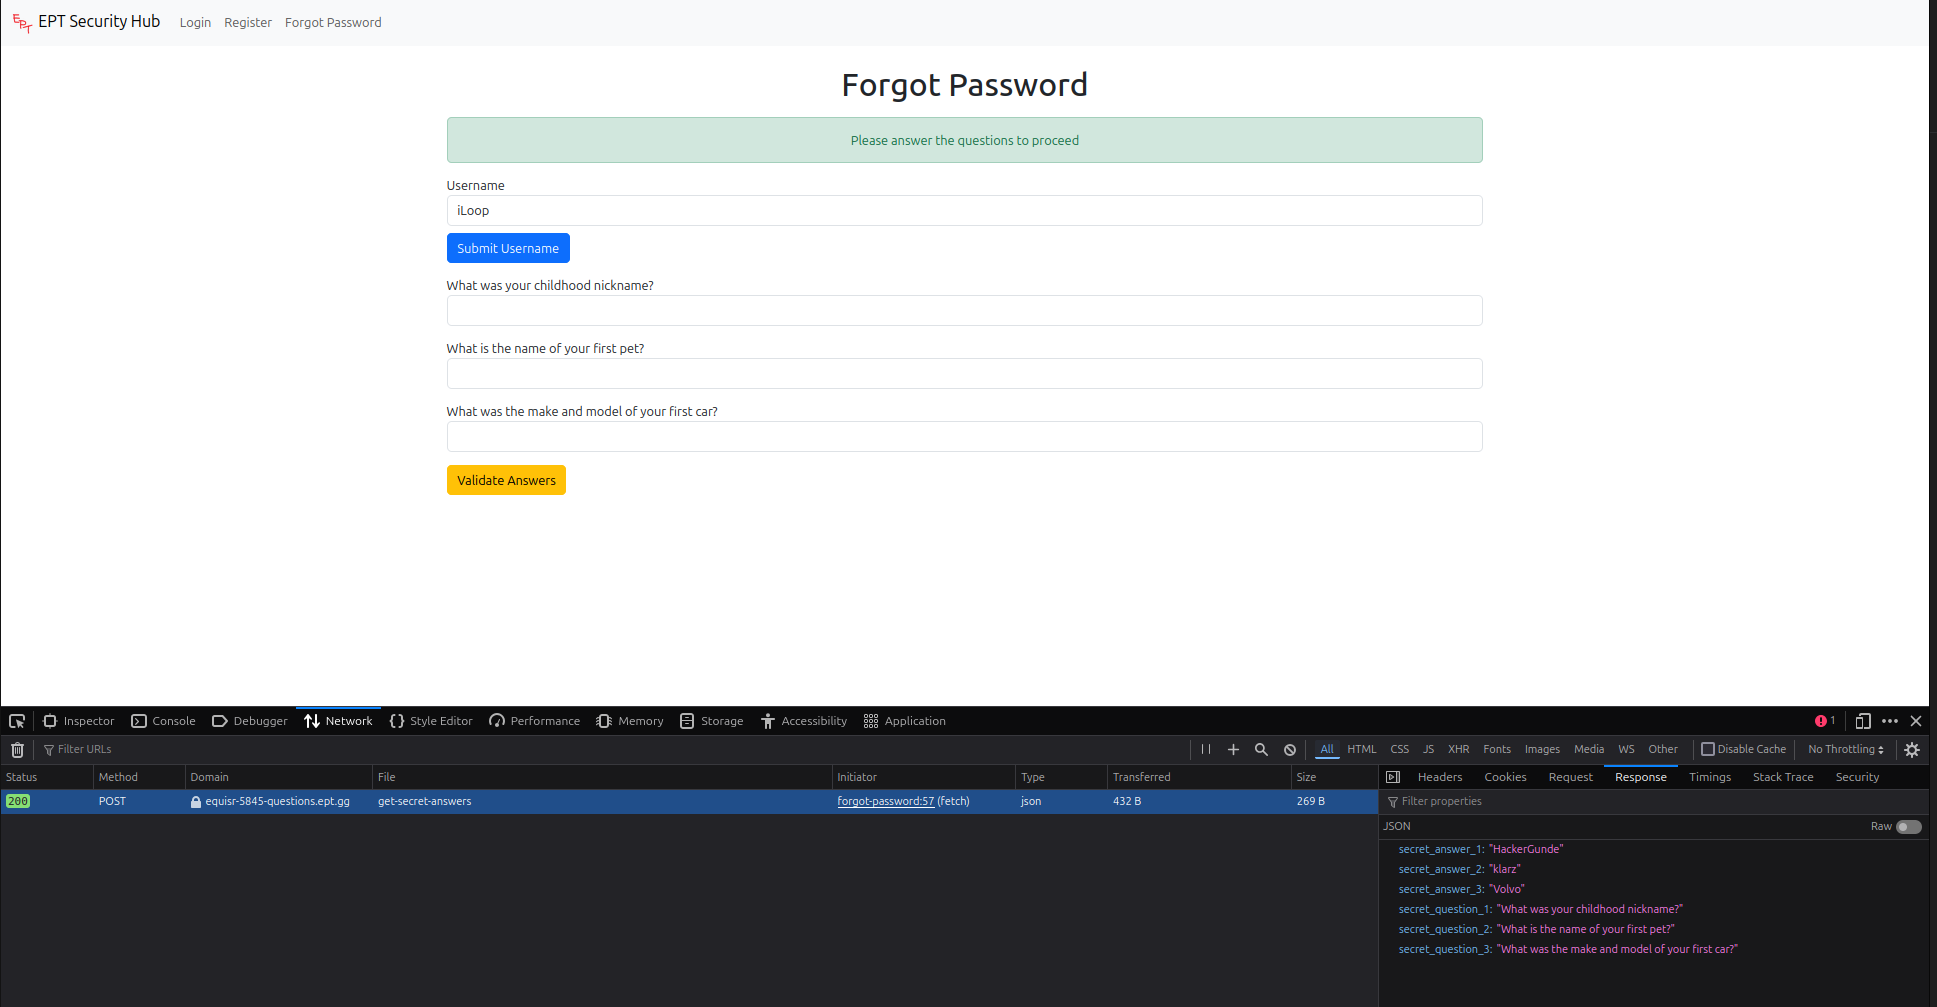 EPT EPT Security Hub Login Register Forgot Password
Forgot Password
Please answer the questions to proceed
Username
iLoop
Submit Username
What was your childhood nickname?
What is the name of your first pet?
What was the make and model of your first car?
Validate Answers
Inspector Console Debugger Network Style Editor Performance Memory Storage Accessibility Application 1
Filter URLs All HTML CSS JS XHR Fonts Images Media WS Other Disable Cache No Throttling
Status Method Domain File Initiator Type Transferred Size Headers Cookies Request Response Timings Stack Trace Security
200 POST equisr-5845-questions.ept.gg get-secret-answers forgot-password:57 (fetch) json 432 B 269 B
Filter properties
JSON Raw
secret_answer_1: "HackerGunde"
secret_answer_2: "klarz"
secret_answer_3: "Volvo"
secret_question_1: "What was your childhood nickname?"
secret_question_2: "What is the name of your first pet?"
secret_question_3: "What was the make and model of your first car?"